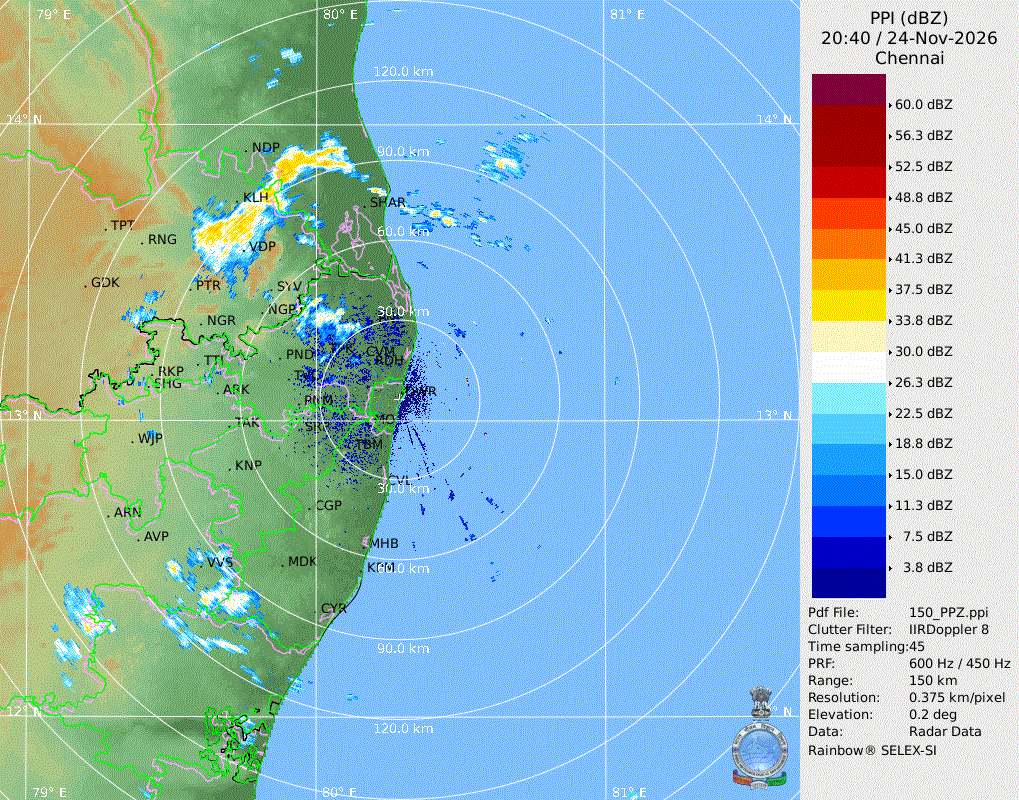 79° E
80° E
81° E
120.0 km
14° N
14° N
NDP
90.0 km
KLH
SHAR
TPT
RNG
60.0 km
VDP
GDK
PTR
SYV
NGP
30.0 km
NGR
PND
CVM
RDH
TTI
RKP
SHG
ARK
PNM
DWR
13° N
13° N
TAK
WJP
TBM
KNP
CVL
30.0 km
CGP
ARN
AVP
MHB
VVS
MDK
CYR
90.0 km
12° N
120.0 km
79° E
80° E
81° E
PPI (dBZ)
20:40 / 24-Nov-2026
Chennai
60.0 dBZ
56.3 dBZ
52.5 dBZ
48.8 dBZ
45.0 dBZ
41.3 dBZ
37.5 dBZ
33.8 dBZ
30.0 dBZ
26.3 dBZ
22.5 dBZ
18.8 dBZ
15.0 dBZ
11.3 dBZ
7.5 dBZ
3.8 dBZ
Pdf File: 150_PPZ.ppi
Clutter Filter: IIRDoppler 8
Time sampling:45
PRF: 600 Hz / 450 Hz
Range: 150 km
Resolution: 0.375 km/pixel
Elevation: 0.2 deg
Data: Radar Data
Rainbow® SELEX-SI